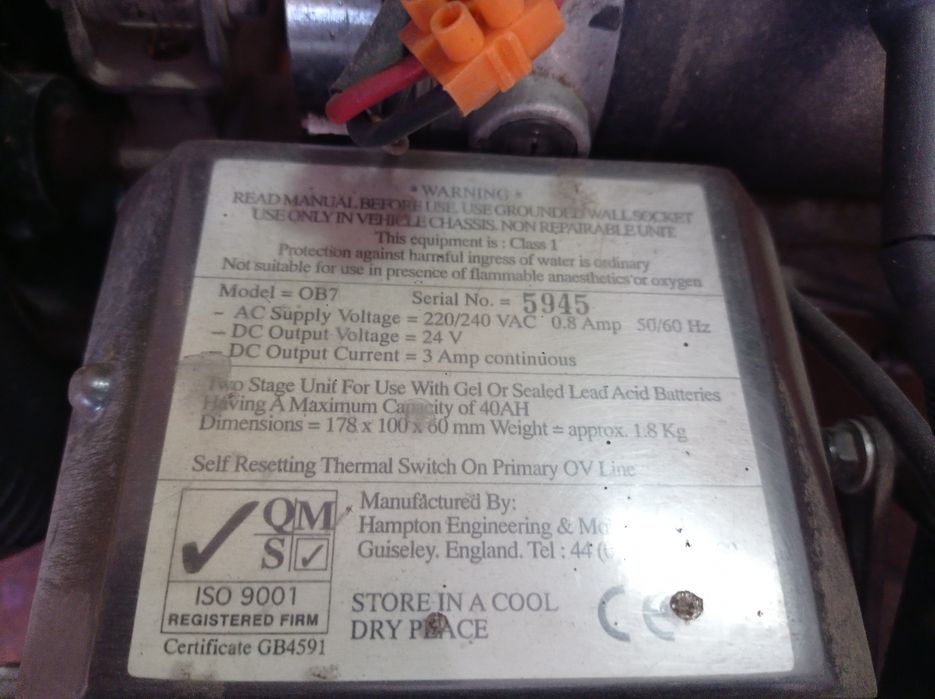 * WARNING *
READ MANUAL BEFORE USE. USE GROUNDED WALL SOCKET
USE ONLY IN VEHICLE CHASSIS. NON REPAIRABLE UNIT
This equipment is : Class 1
Protection against harmful ingress of water is ordinary
Not suitable for use in presence of flammable anaesthetics or oxygen
Model = OB7 Serial No. = 5945
- AC Supply Voltage = 220/240 VAC 0.8 Amp 50/60 Hz
- DC Output Voltage = 24 V
- DC Output Current = 3 Amp continious
Two Stage Unit For Use With Gel Or Sealed Lead Acid Batteries
Having A Maximum Capacity of 40AH
Dimensions = 178 x 100 x 60 mm Weight = approx. 1.8 Kg
Self Resetting Thermal Switch On Primary OV Line
QM
S
ISO 9001
REGISTERED FIRM
Certificate GB4591
Manufactured By:
Hampton Engineering &
Guiseley. England. Tel : 44
STORE IN A COOL
DRY PLACE
CE